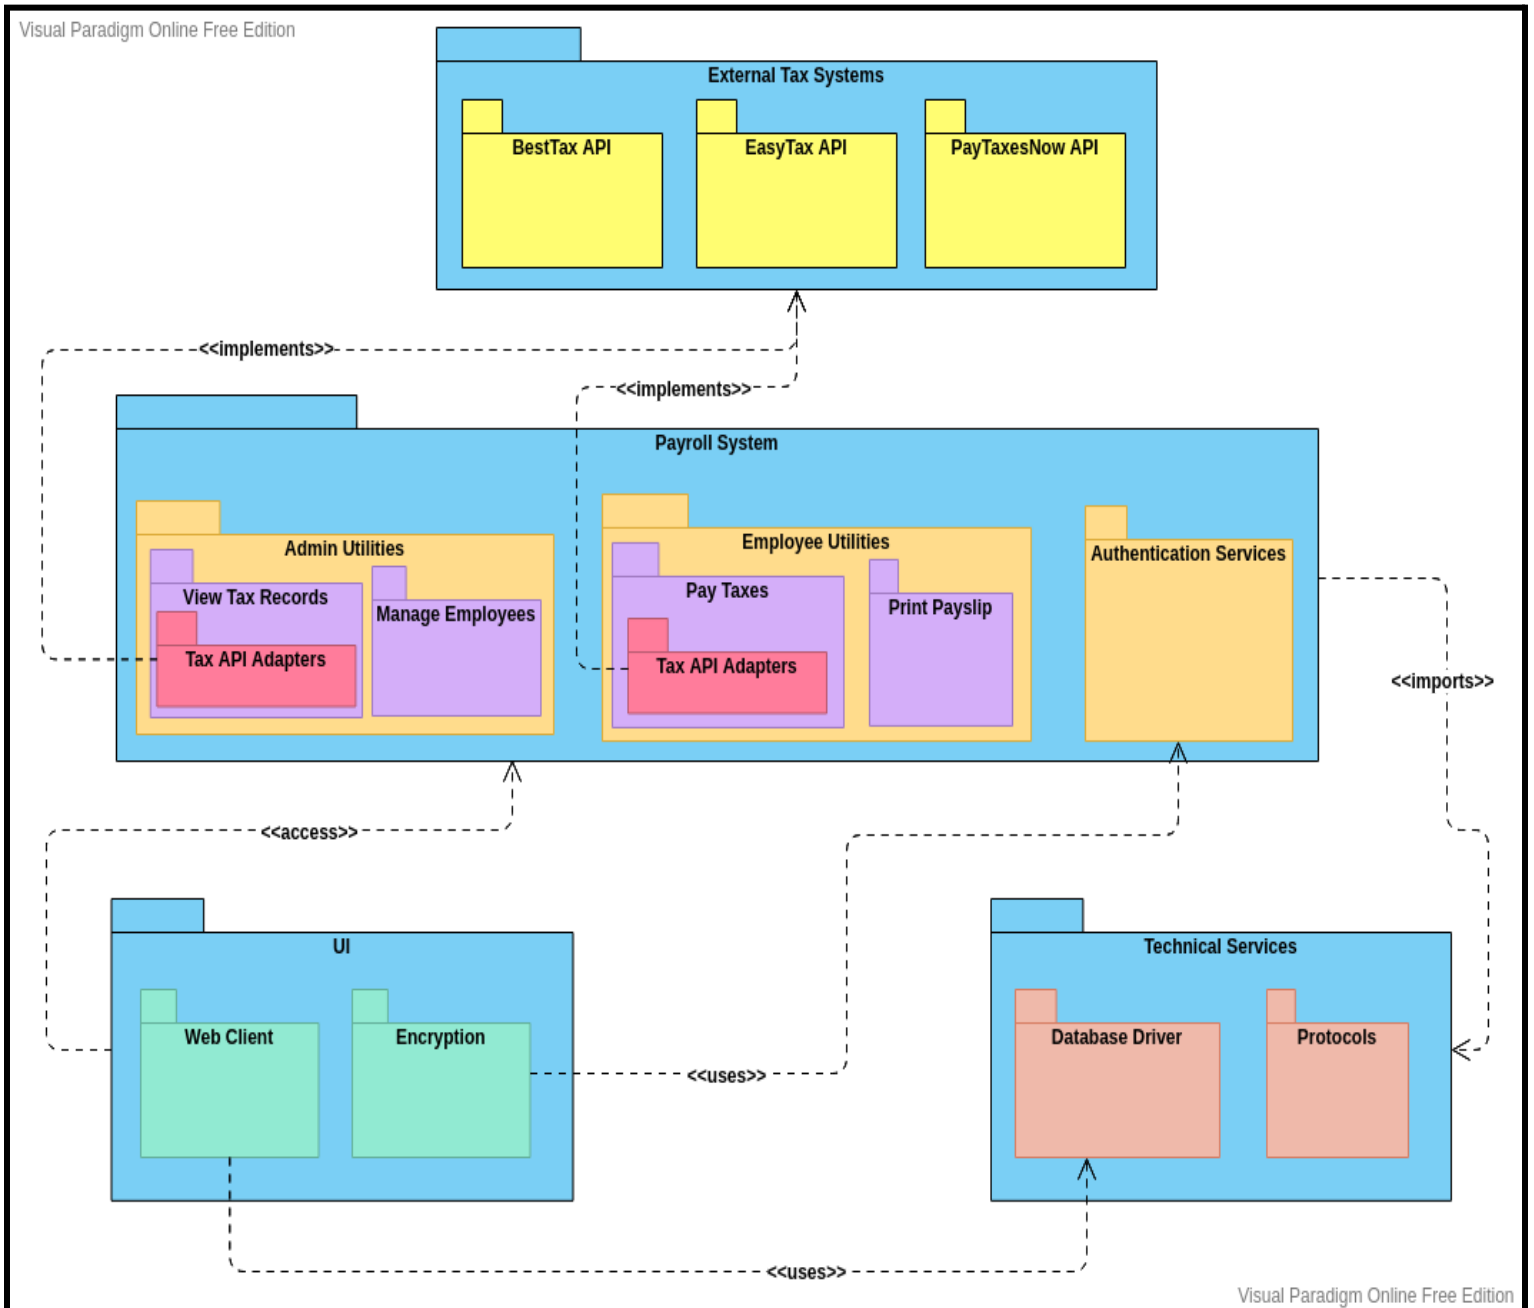 Visual Paradigm Online Free Edition
External Tax Systems
BestTax API
EasyTax API
PayTaxesNow API
<<implements>>
<<implements>>
Payroll System
Admin Utilities
Employee Utilities
Authentication Services
View Tax Records
Manage Employees
Pay Taxes
Print Payslip
Tax API Adapters
Tax API Adapters
<<imports>>
<<access>>
UI
Technical Services
Web Client
Encryption
Database Driver
Protocols
<<uses>>
<<uses>>
Visual Paradigm Online Free Edition